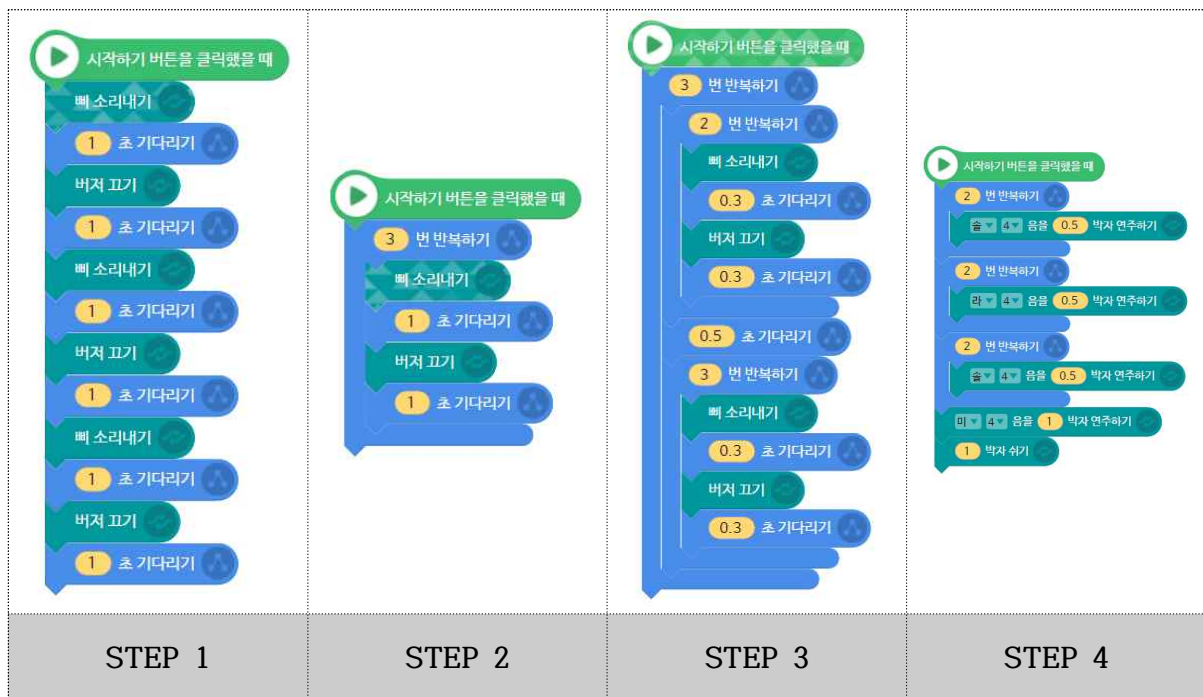 시작하기 버튼을 클릭했을 때
삐 소리내기
1 초 기다리기
버저 끄기
1 초 기다리기
삐 소리내기
1 초 기다리기
버저 끄기
1 초 기다리기
삐 소리내기
1 초 기다리기
버저 끄기
1 초 기다리기
STEP 1
시작하기 버튼을 클릭했을 때
3 번 반복하기
삐 소리내기
1 초 기다리기
버저 끄기
1 초 기다리기
STEP 2
시작하기 버튼을 클릭했을 때
3 번 반복하기
2 번 반복하기
삐 소리내기
0.3 초 기다리기
버저 끄기
0.3 초 기다리기
0.5 초 기다리기
3 번 반복하기
삐 소리내기
0.3 초 기다리기
버저 끄기
0.3 초 기다리기
STEP 3
시작하기 버튼을 클릭했을 때
2 번 반복하기
솔 4 음을 0.5 박자 연주하기
2 번 반복하기
라 4 음을 0.5 박자 연주하기
2 번 반복하기
솔 4 음을 0.5 박자 연주하기
미 4 음을 1 박자 연주하기
1 박자 쉬기
STEP 4